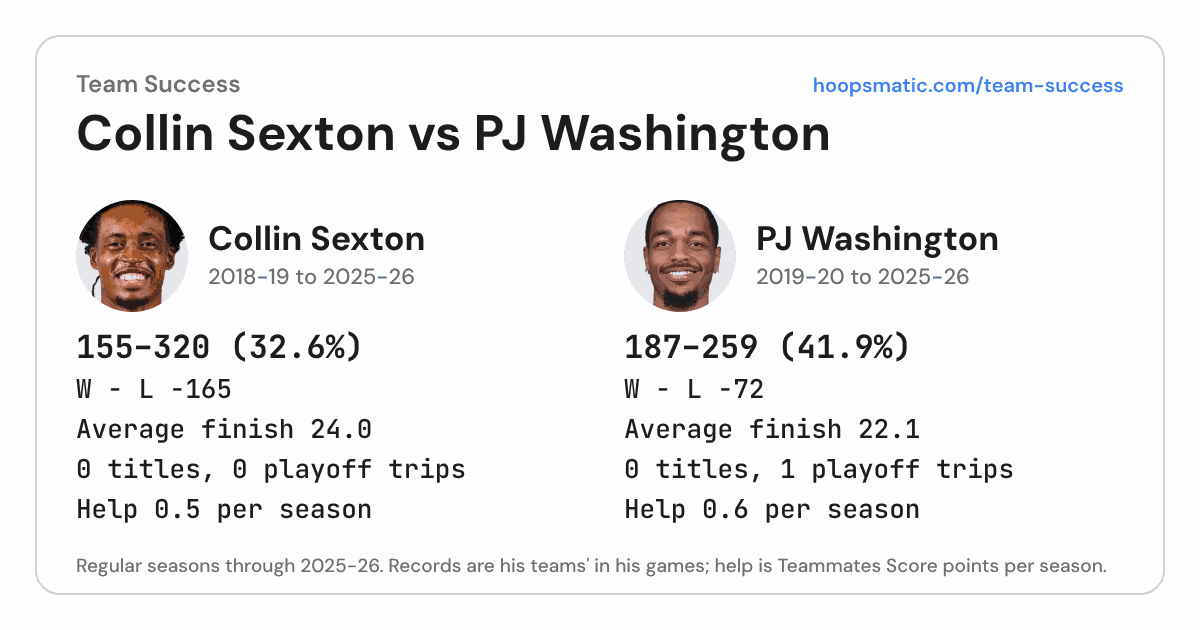 Team Success
hoopsmatic.com/team-success
Collin Sexton vs PJ Washington
Collin Sexton
2018-19 to 2025-26
155-320 (32.6%)
W - L -165
Average finish 24.0
0 titles, 0 playoff trips
Help 0.5 per season
PJ Washington
2019-20 to 2025-26
187-259 (41.9%)
W - L -72
Average finish 22.1
0 titles, 1 playoff trips
Help 0.6 per season
Regular seasons through 2025-26. Records are his teams' in his games; help is Teammates Score points per season.